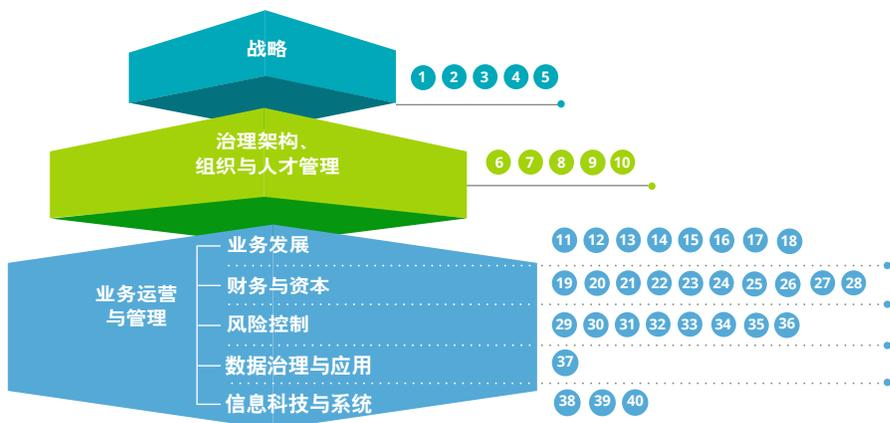 战略
1 2 3 4 5
治理架构、
组织与人才管理
6 7 8 9 10
业务运营
与管理
业务发展
11 12 13 14 15 16 17 18
财务与资本
19 20 21 22 23 24 25 26 27 28
风险控制
29 30 31 32 33 34 35 36
数据治理与应用
37
信息科技与系统
38 39 40